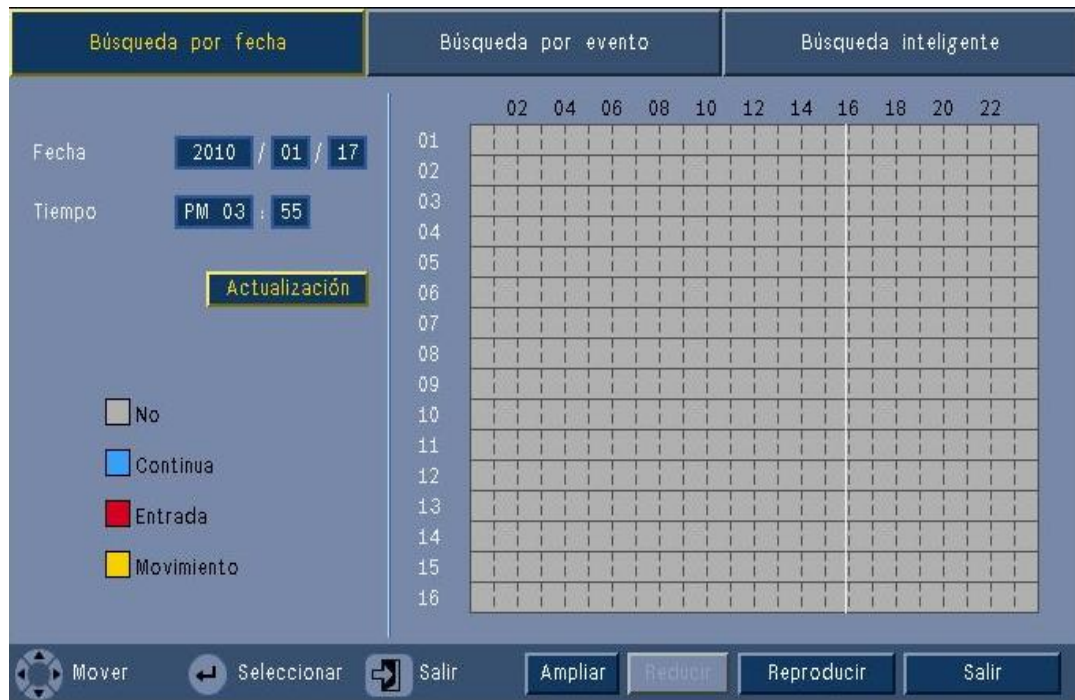 Búsqueda por fecha
Búsqueda por evento
Búsqueda inteligente
Fecha 2010 / 01 / 17
Tiempo PM 03 : 55
Actualización
No
Continua
Entrada
Movimiento
02 04 06 08 10 12 14 16 18 20 22
01
02
03
04
05
06
07
08
09
10
11
12
13
14
15
16
Mover
Seleccionar
Salir
Ampliar
Reducir
Reproducir
Salir